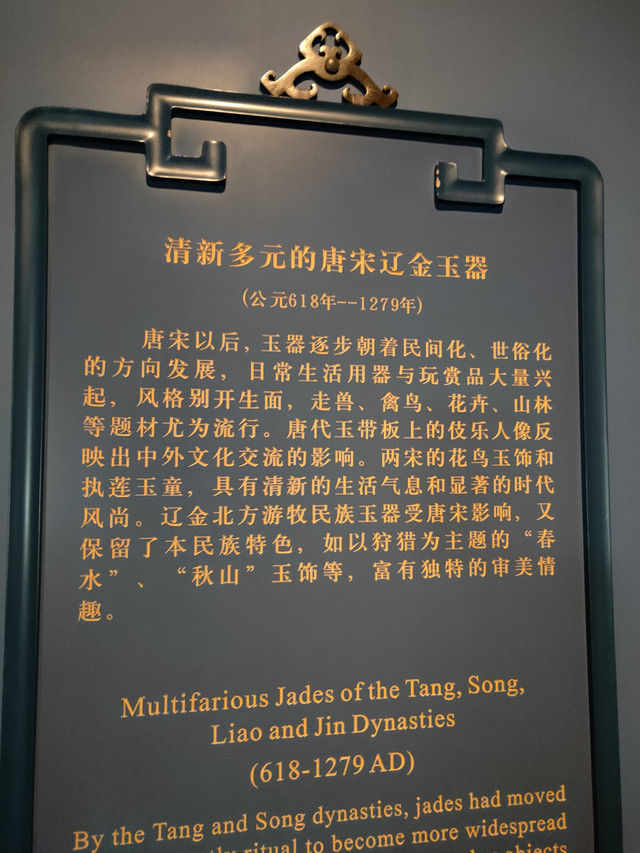 清新多元的唐宋辽金玉器
(公元618年--1279年)
唐宋以后，玉器逐步朝着民间化、世俗化
的方向发展，日常生活用器与玩赏品大量兴
起，风格别开生面，走兽、禽鸟、花卉、山林
等题材尤为流行。唐代玉带板上的伎乐人像反
映出中外文化交流的影响。两宋的花鸟玉饰和
执莲玉童，具有清新的生活气息和显著的时代
风尚。辽金北方游牧民族玉器受唐宋影响，又
保留了本民族特色，如以狩猎为主题的“春
水”、“秋山”玉饰等，富有独特的审美情
趣。
Multifarious Jades of the Tang, Song,
Liao and Jin Dynasties
(618-1279 AD)
By the Tang and Song dynasties, jades had moved
ritual to become more widespread
objects